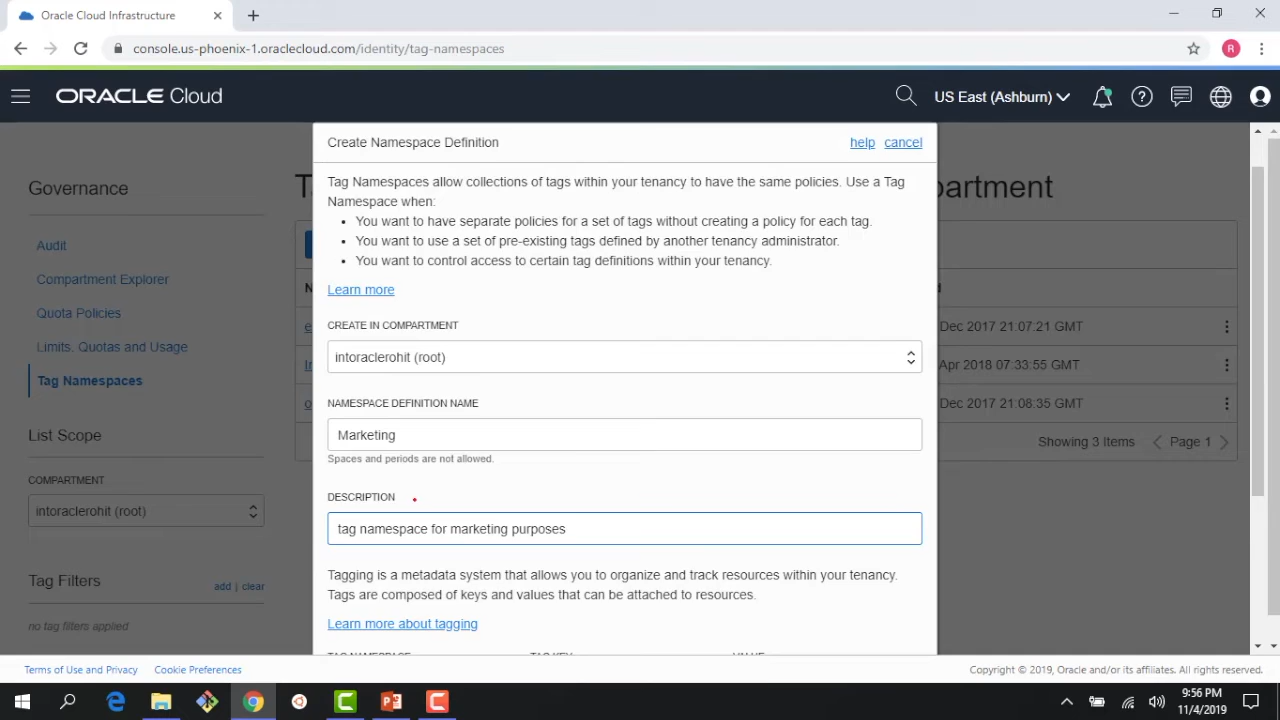 Oracle Cloud Infrastructure
console.us-phoenix-1.oraclecloud.com/identity/tag-namespaces
R
ORACLE Cloud
US East (Ashburn)
Governance
Audit
Compartment Explorer
Quota Policies
Limits, Quotas and Usage
Tag Namespaces
List Scope
COMPARTMENT
intoraclerohit (root)
Tag Filters
add | clear
no tag filters applied
Create Namespace Definition
help cancel
Tag Namespaces allow collections of tags within your tenancy to have the same policies. Use a Tag
Namespace when:
• You want to have separate policies for a set of tags without creating a policy for each tag.
• You want to use a set of pre-existing tags defined by another tenancy administrator.
• You want to control access to certain tag definitions within your tenancy.
Learn more
CREATE IN COMPARTMENT
intoraclerohit (root)
NAMESPACE DEFINITION NAME
Marketing
Spaces and periods are not allowed.
DESCRIPTION
tag namespace for marketing purposes
Tagging is a metadata system that allows you to organize and track resources within your tenancy.
Tags are composed of keys and values that can be attached to resources.
Learn more about tagging
TAG NAMESPACE TAG KEY VALUE
partment
Dec 2017 21:07:21 GMT
Apr 2018 07:33:55 GMT
Dec 2017 21:08:35 GMT
Showing 3 Items
Page 1
Terms of Use and Privacy
Cookie Preferences
Copyright © 2019, Oracle and/or its affiliates. All rights reserved.
9:56 PM
11/4/2019